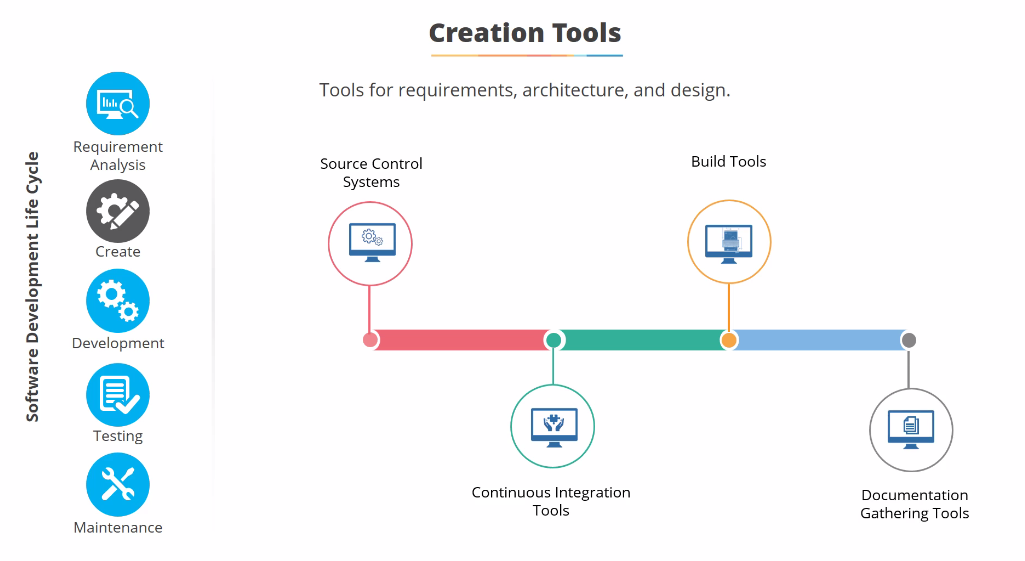 Creation Tools
Tools for requirements, architecture, and design.
Software Development Life Cycle
Requirement
Analysis
Create
Development
Testing
Maintenance
Source Control
Systems
Build Tools
Continuous Integration
Tools
Documentation
Gathering Tools